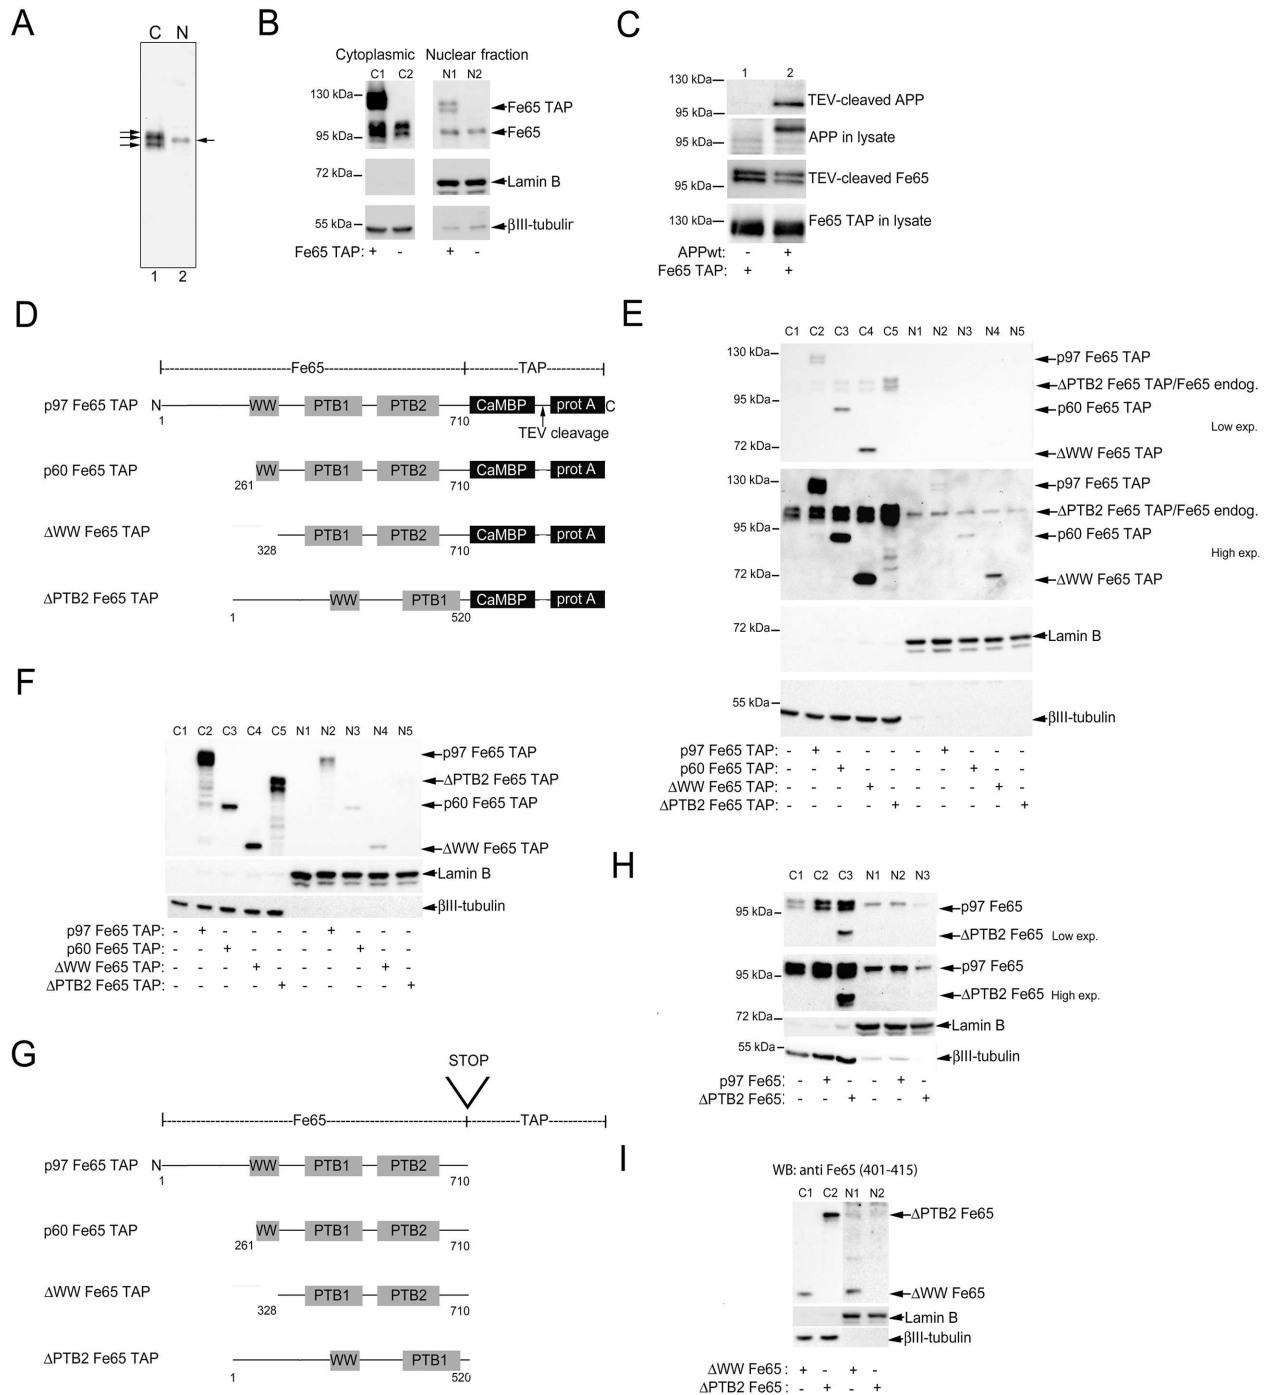 A
C N
1 2
B
Cytoplasmic Nuclear fraction
C1 C2 N1 N2
130 kDa
Fe65 TAP
Fe65
95 kDa
72 kDa
Lamin B
55 kDa
βIII-tubulir
Fe65 TAP: + - + -
C
1 2
130 kDa
TEV-cleaved APP
95 kDa
APP in lysate
95 kDa
TEV-cleaved Fe65
95 kDa
130 kDa
Fe65 TAP in lysate
APPwt: - +
Fe65 TAP: + +
D
Fe65 TAP
p97 Fe65 TAP N WW PTB1 PTB2 CaMBP prot A C
1 710
TEV cleavage
p60 Fe65 TAP WW PTB1 PTB2 CaMBP prot A
261 710
ΔWW Fe65 TAP PTB1 PTB2 CaMBP prot A
328 710
ΔPTB2 Fe65 TAP WW PTB1 CaMBP prot A
1 520
E
C1 C2 C3 C4 C5 N1 N2 N3 N4 N5
130 kDa
p97 Fe65 TAP
ΔPTB2 Fe65 TAP/Fe65 endog.
95 kDa
p60 Fe65 TAP
Low exp.
72 kDa
ΔWW Fe65 TAP
130 kDa
p97 Fe65 TAP
ΔPTB2 Fe65 TAP/Fe65 endog.
95 kDa
p60 Fe65 TAP
High exp.
72 kDa
ΔWW Fe65 TAP
72 kDa
Lamin B
55 kDa
βIII-tubulin
p97 Fe65 TAP: - + - - - - + - - -
p60 Fe65 TAP: - - + - - - - + - -
ΔWW Fe65 TAP: - - - + - - - - + -
ΔPTB2 Fe65 TAP: - - - - + - - - - +
F
C1 C2 C3 C4 C5 N1 N2 N3 N4 N5
p97 Fe65 TAP
ΔPTB2 Fe65 TAP
p60 Fe65 TAP
ΔWW Fe65 TAP
Lamin B
βIII-tubulin
p97 Fe65 TAP: - + - - - - + - - -
p60 Fe65 TAP: - - + - - - - + - -
ΔWW Fe65 TAP: - - - + - - - - + -
ΔPTB2 Fe65 TAP: - - - - + - - - - +
G
STOP
Fe65 TAP
p97 Fe65 TAP N WW PTB1 PTB2
1 710
p60 Fe65 TAP WW PTB1 PTB2
261 710
ΔWW Fe65 TAP PTB1 PTB2
328 710
ΔPTB2 Fe65 TAP WW PTB1
1 520
H
C1 C2 C3 N1 N2 N3
95 kDa
p97 Fe65
ΔPTB2 Fe65 Low exp.
95 kDa
p97 Fe65
ΔPTB2 Fe65 High exp.
72 kDa
Lamin B
55 kDa
βIII-tubulin
p97 Fe65: - + - - + -
ΔPTB2 Fe65: - - + - - +
I
WB: anti Fe65 (401-415)
C1 C2 N1 N2
ΔPTB2 Fe65
ΔWW Fe65
Lamin B
βIII-tubulin
ΔWW Fe65 : + - + -
ΔPTB2 Fe65 : - + - +